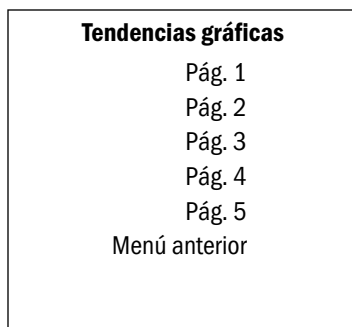 Tendencias gráficas
Pág. 1
Pág. 2
Pág. 3
Pág. 4
Pág. 5
Menú anterior